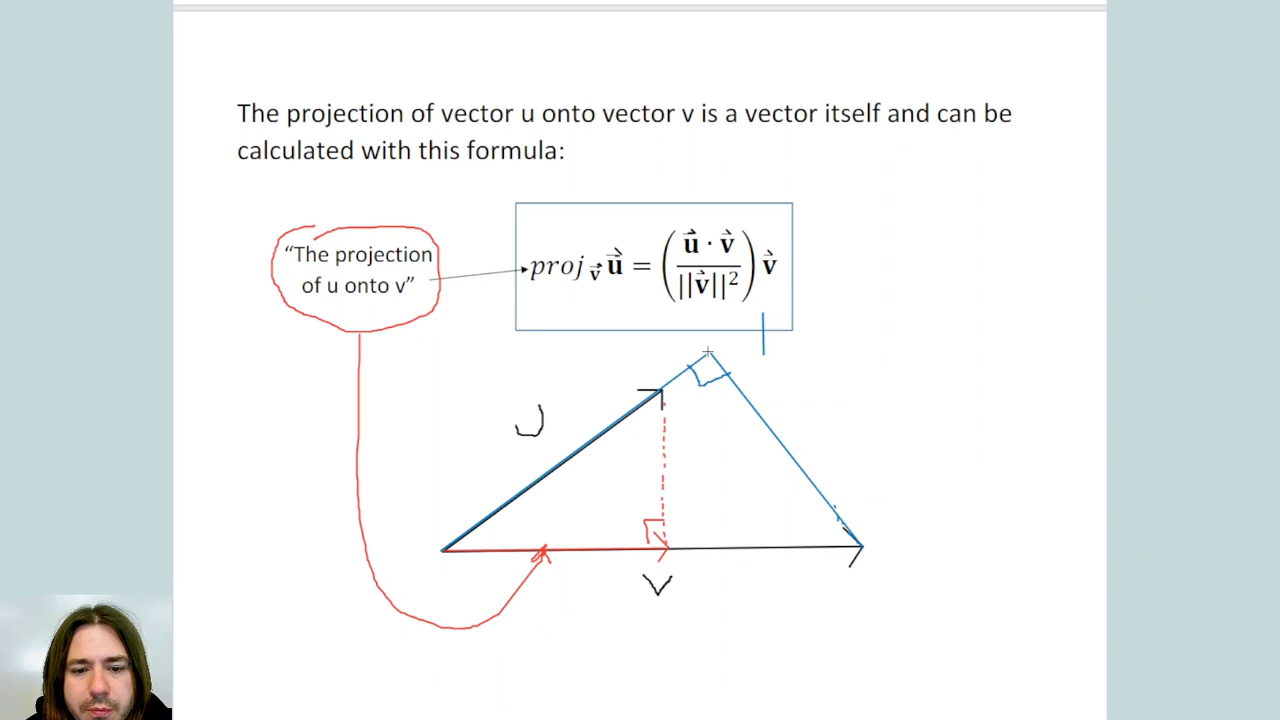 The projection of vector u onto vector v is a vector itself and can be
calculated with this formula:
“The projection
of u onto v”
proj_v⃗ u⃗ = (u⃗ · v⃗ / ||v⃗||²) v⃗
U
V